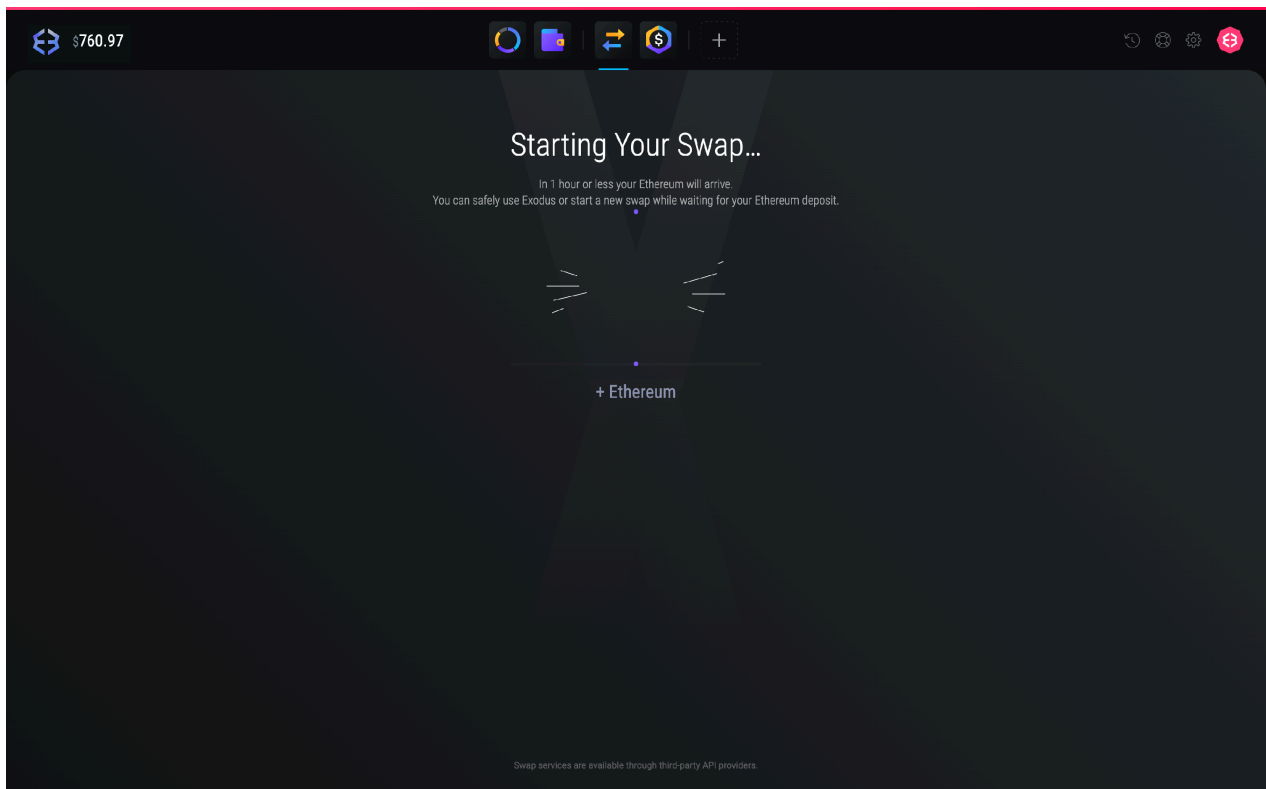 $760.97
Starting Your Swap...
In 1 hour or less your Ethereum will arrive.
You can safely use Exodus or start a new swap while waiting for your Ethereum deposit.
+ Ethereum
Swap services are available through third-party API providers.